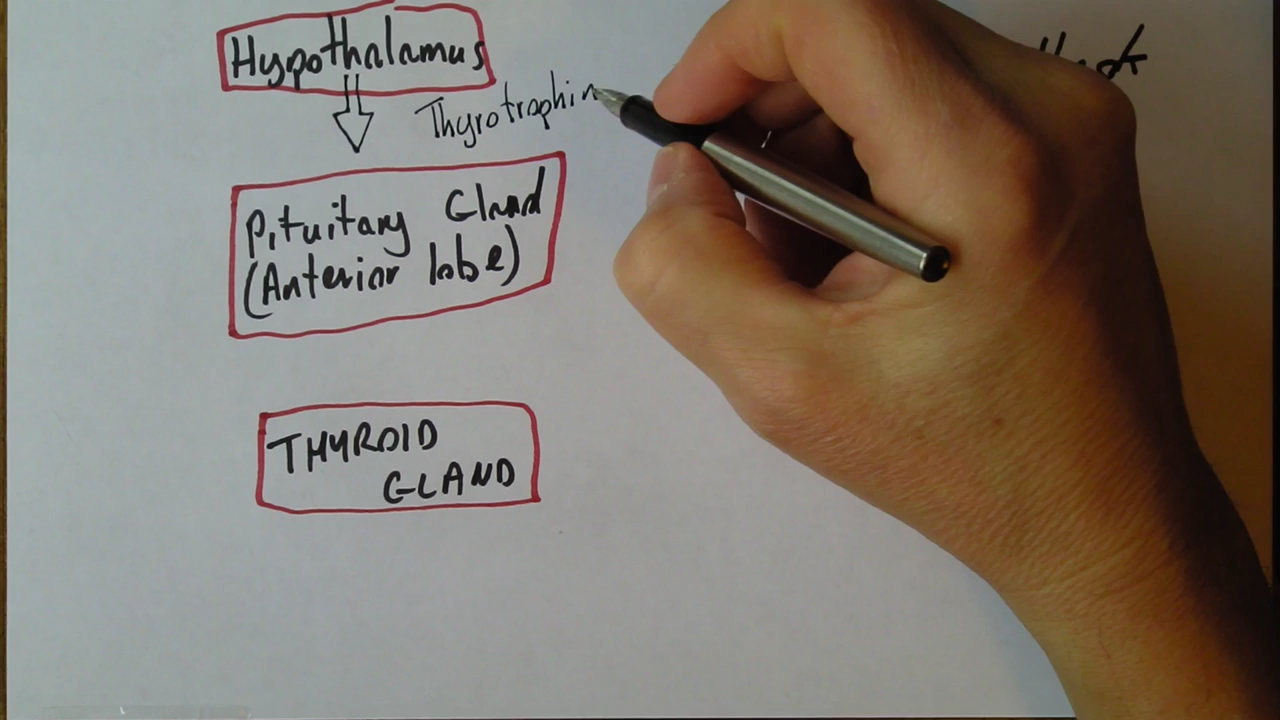 Hypothalamus
Thyrotrophin
Pituitary Gland
(Anterior lobe)
THYROID
GLAND